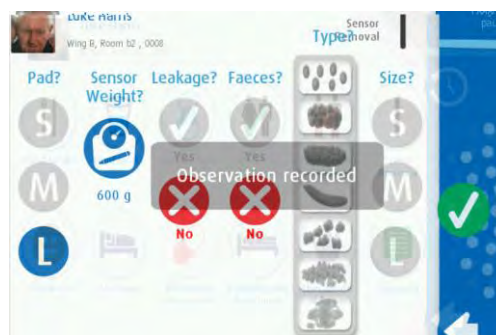 Luke Harris
Wing B, Room b2 , 0008
Sensor
Removal
Type?
Pad?
Sensor
Weight?
Leakage?
Faeces?
Size?
S
M
L
600 g
Yes
No
Yes
No
S
M
L
Observation recorded